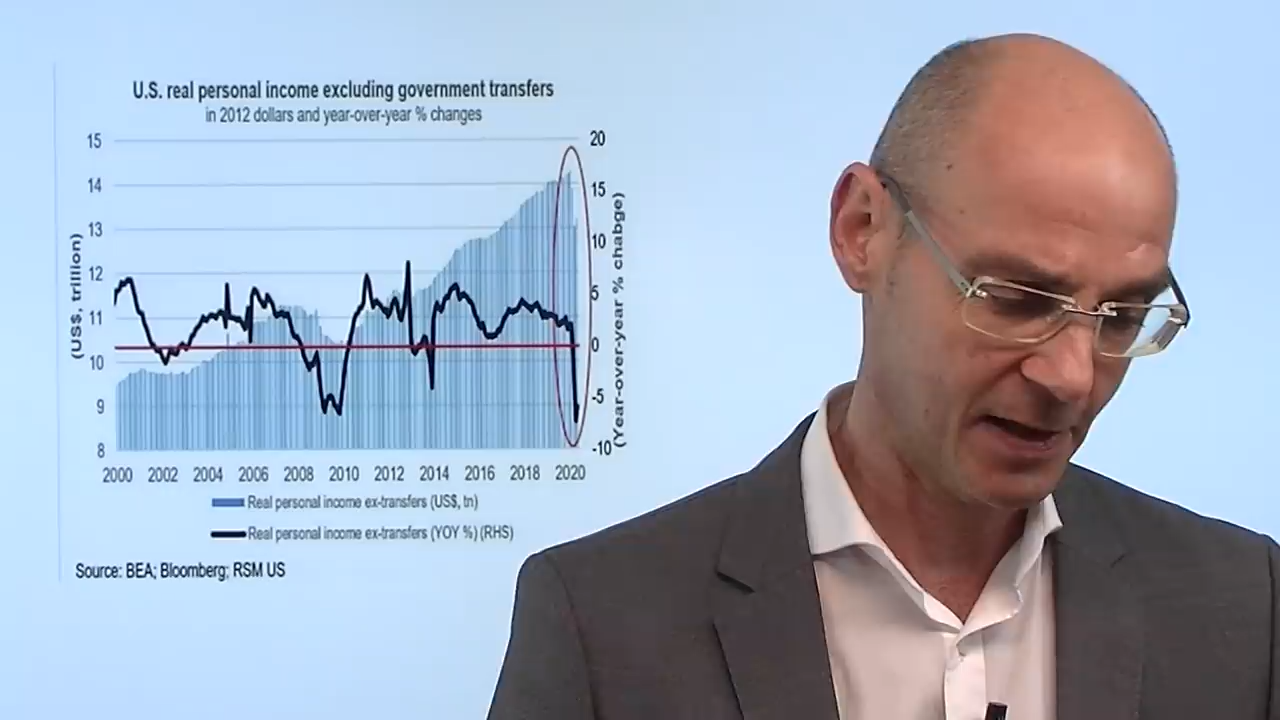 U.S. real personal income excluding government transfers
in 2012 dollars and year-over-year % changes
15
14
13
12
11
10
9
8
(US$, trillion)
20
15
10
5
0
-5
-10
(Year-over-year % chabge)
2000 2002 2004 2006 2008 2010 2012 2014 2016 2018 2020
Real personal income ex-transfers (US$, tn)
Real personal income ex-transfers (YOY %) (RHS)
Source: BEA; Bloomberg; RSM US